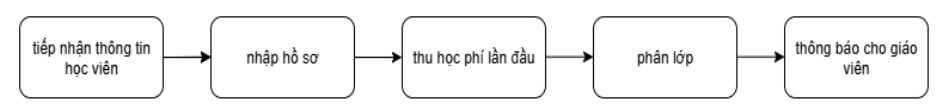 tiếp nhận thông tin
học viên
nhập hồ sơ
thu học phí lần đầu
phân lớp
thông báo cho giáo
viên